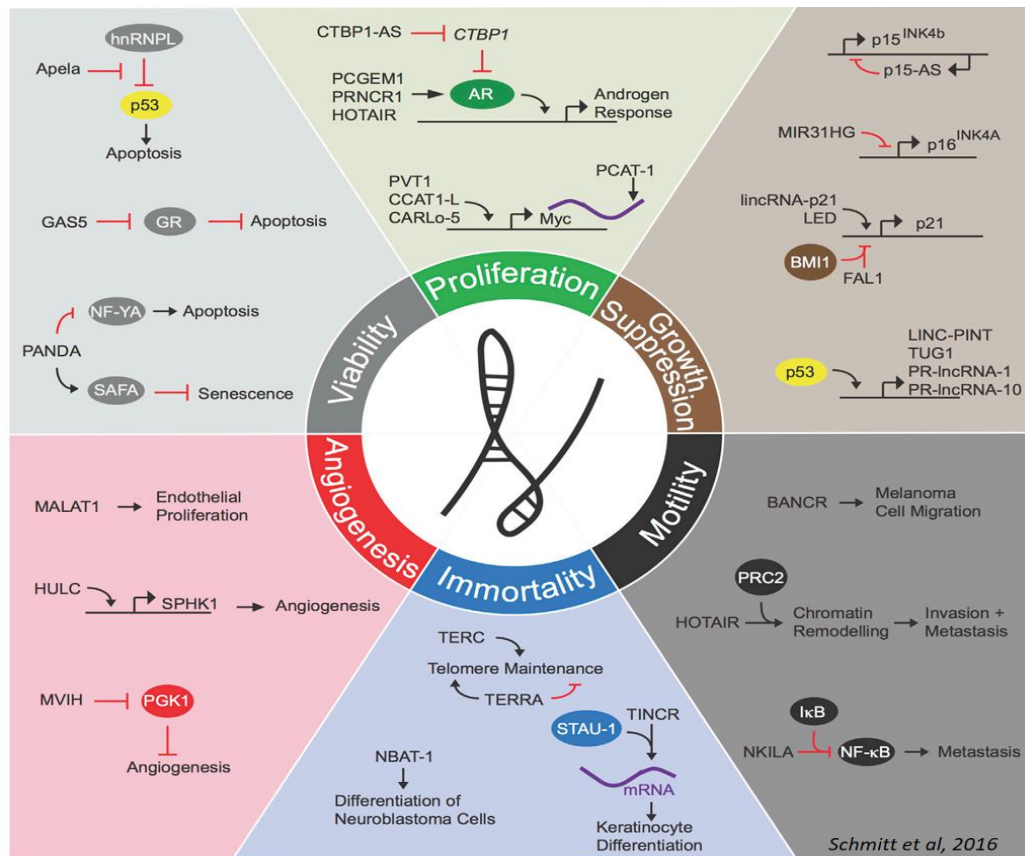 hnRNPL
Apela
p53
Apoptosis
GAS5 GR Apoptosis
NF-YA Apoptosis
PANDA
SAFA Senescence
CTBP1-AS CTBP1
PCGEM1
PRNCR1
HOTAIR
AR
Androgen
Response
PVT1
CCAT1-L
CARLo-5
Myc
PCAT-1
p15INK4b
p15-AS
MIR31HG p16INK4A
lincRNA-p21
LED
p21
BMI1
FAL1
p53
LINC-PINT
TUG1
PR-lncRNA-1
PR-lncRNA-10
Viability
Proliferation
Growth
Suppression
Angiogenesis
Immortality
Motility
MALAT1
Endothelial
Proliferation
HULC
SPHK1 Angiogenesis
MVIH PGK1
Angiogenesis
TERC
Telomere Maintenance
TERRA
TINCR
STAU-1
mRNA
Keratinocyte
Differentiation
NBAT-1
Differentiation of
Neuroblastoma Cells
BANCR
Melanoma
Cell Migration
PRC2
HOTAIR
Chromatin
Remodelling
Invasion +
Metastasis
IκB
NKILA NF-κB Metastasis
Schmitt et al, 2016